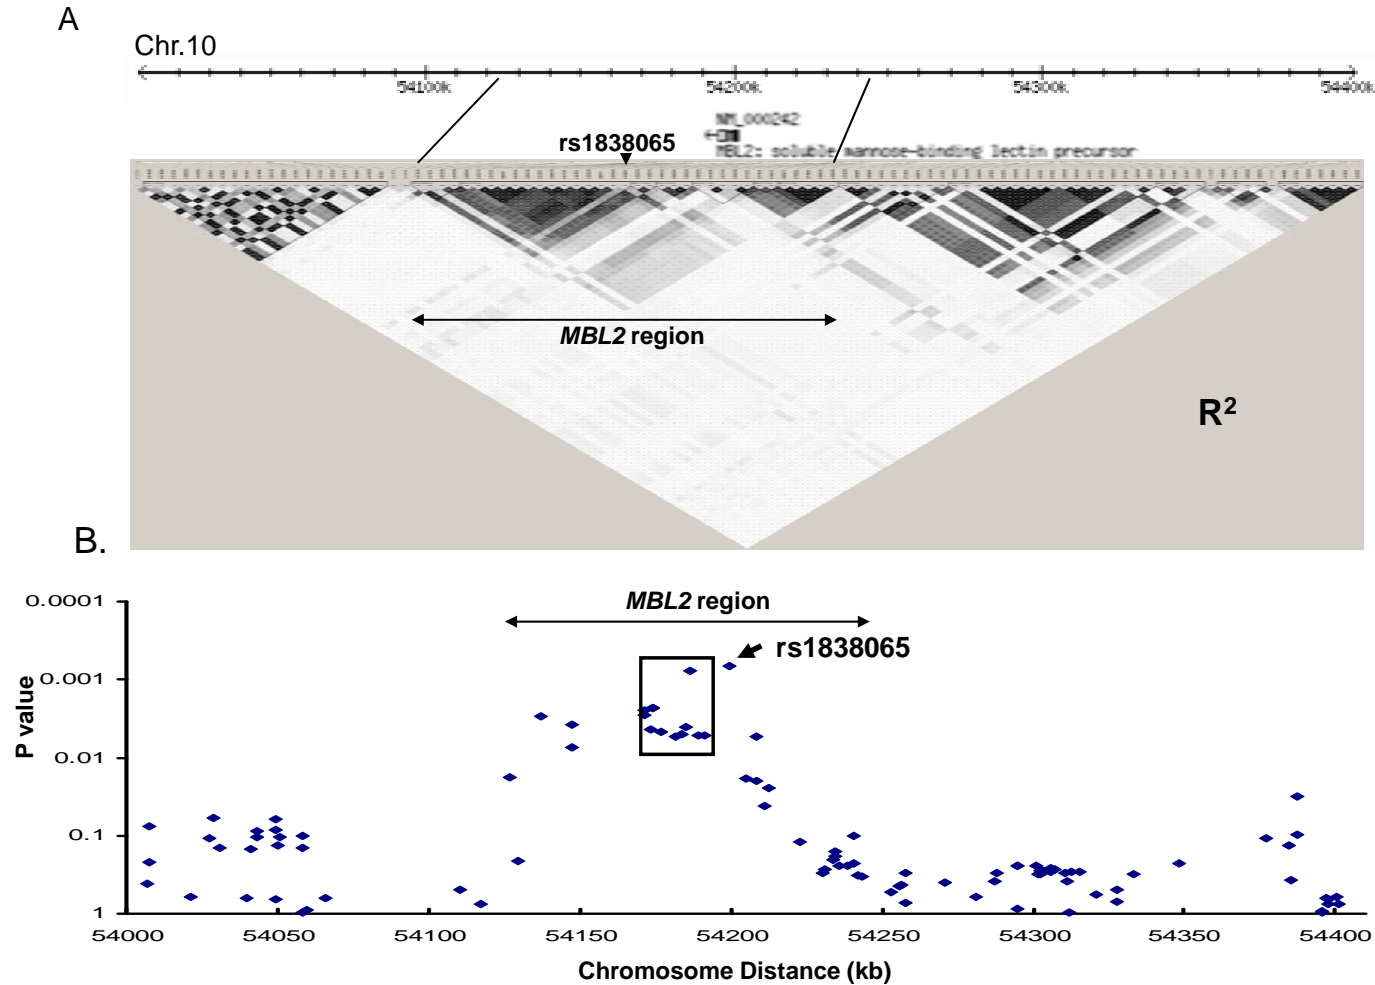 A
Chr.10
54100k 54200k 54300k 54400k
NM_000242
rs1838065
MBL2: soluble mannose-binding lectin precursor
MBL2 region
R²
B.
MBL2 region
rs1838065
0.0001
0.001
0.01
0.1
1
P value
54000 54050 54100 54150 54200 54250 54300 54350 54400
Chromosome Distance (kb)